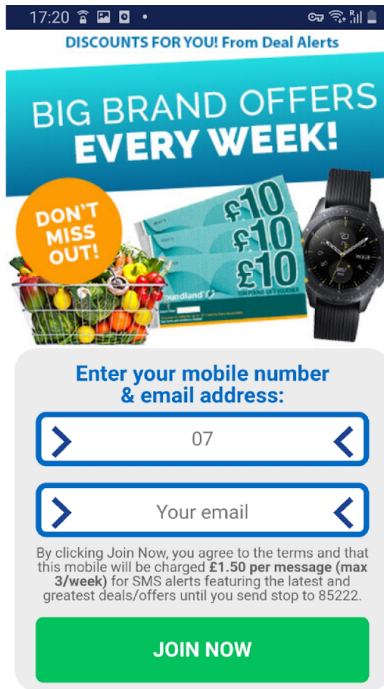 17:20
DISCOUNTS FOR YOU! From Deal Alerts
BIG BRAND OFFERS
EVERY WEEK!
DON'T
MISS
OUT!
£10
£10
£10
oundland
Enter your mobile number
& email address:
07
Your email
By clicking Join Now, you agree to the terms and that
this mobile will be charged £1.50 per message (max
3/week) for SMS alerts featuring the latest and
greatest deals/offers until you send stop to 85222.
JOIN NOW